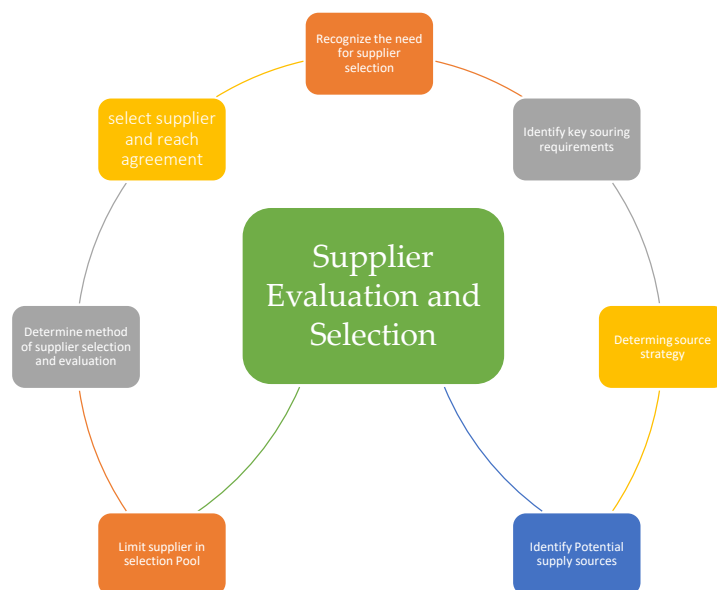 Recognize the need
for supplier
selection
Identify key souring
requirements
Determing source
strategy
Identify Potential
supply sources
Limit supplier in
selection Pool
Determine method
of supplier selection
and evaluation
select supplier
and reach
agreement
Supplier
Evaluation and
Selection